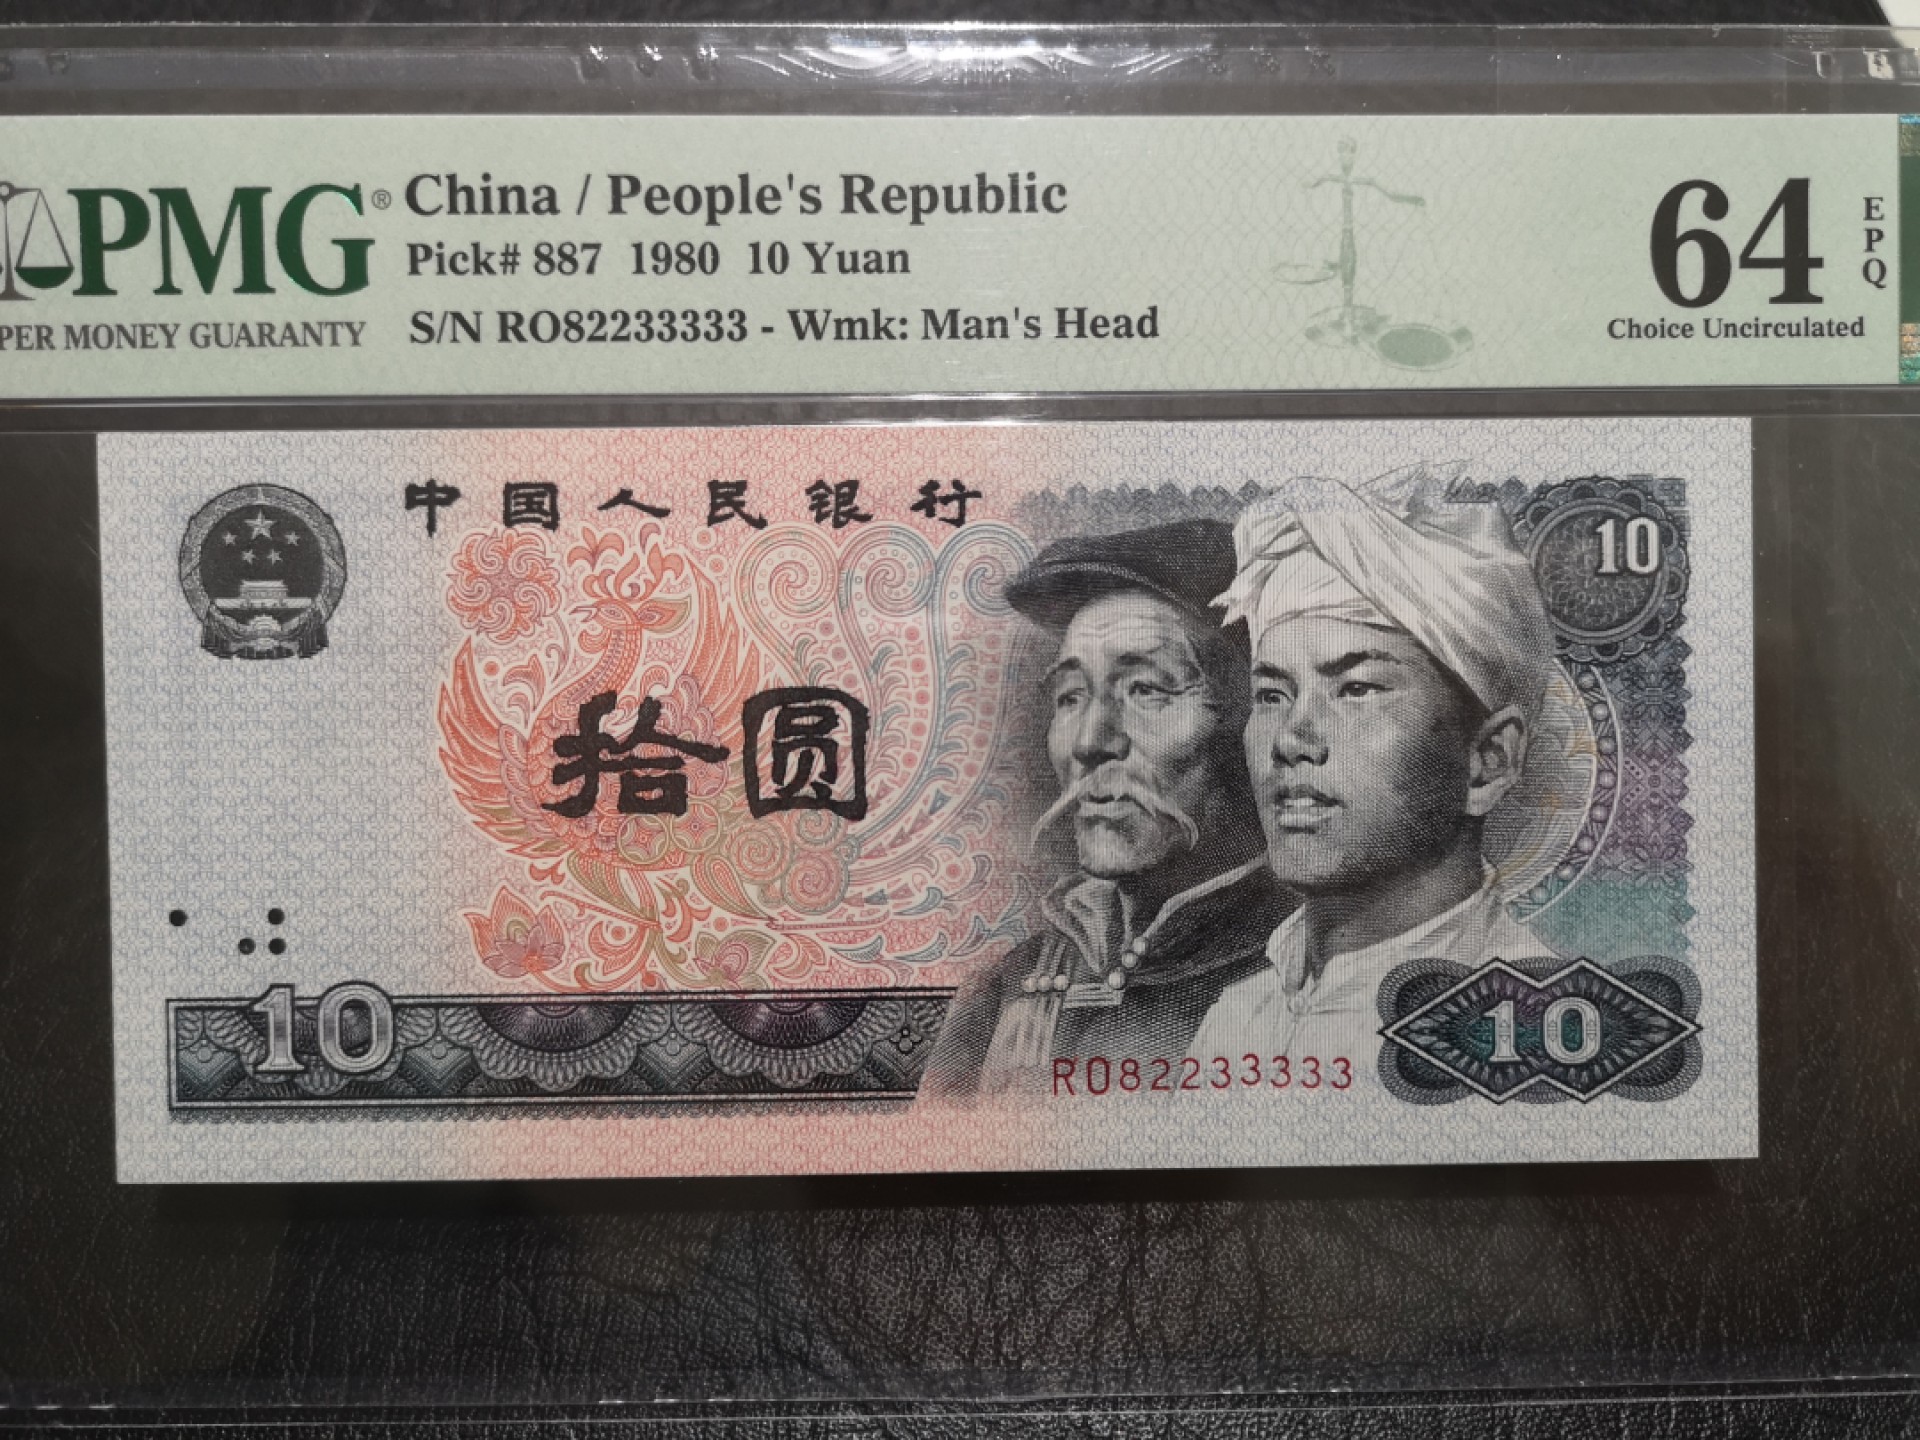 PMG®
PER MONEY GUARANTY
China / People's Republic
Pick# 887 1980 10 Yuan
S/N RO82233333 - Wmk: Man's Head
64
EPQ
Choice Uncirculated
中国人民银行
10
拾圆
10
RO82233333
10